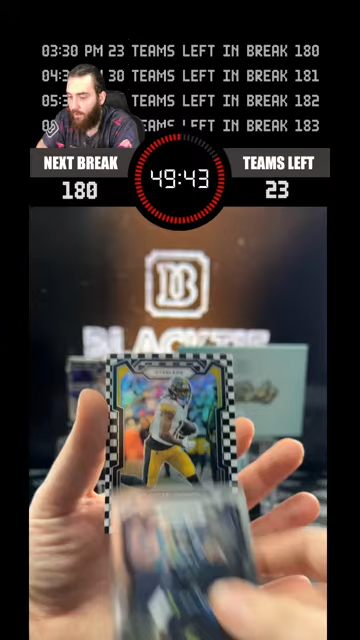 03:30 PM 23 TEAMS LEFT IN BREAK 180
04:3 30 TEAMS LEFT IN BREAK 181
05: TEAMS LEFT IN BREAK 182
TEAMS LEFT IN BREAK 183
NEXT BREAK
180
49:43
TEAMS LEFT
23
STEELERS